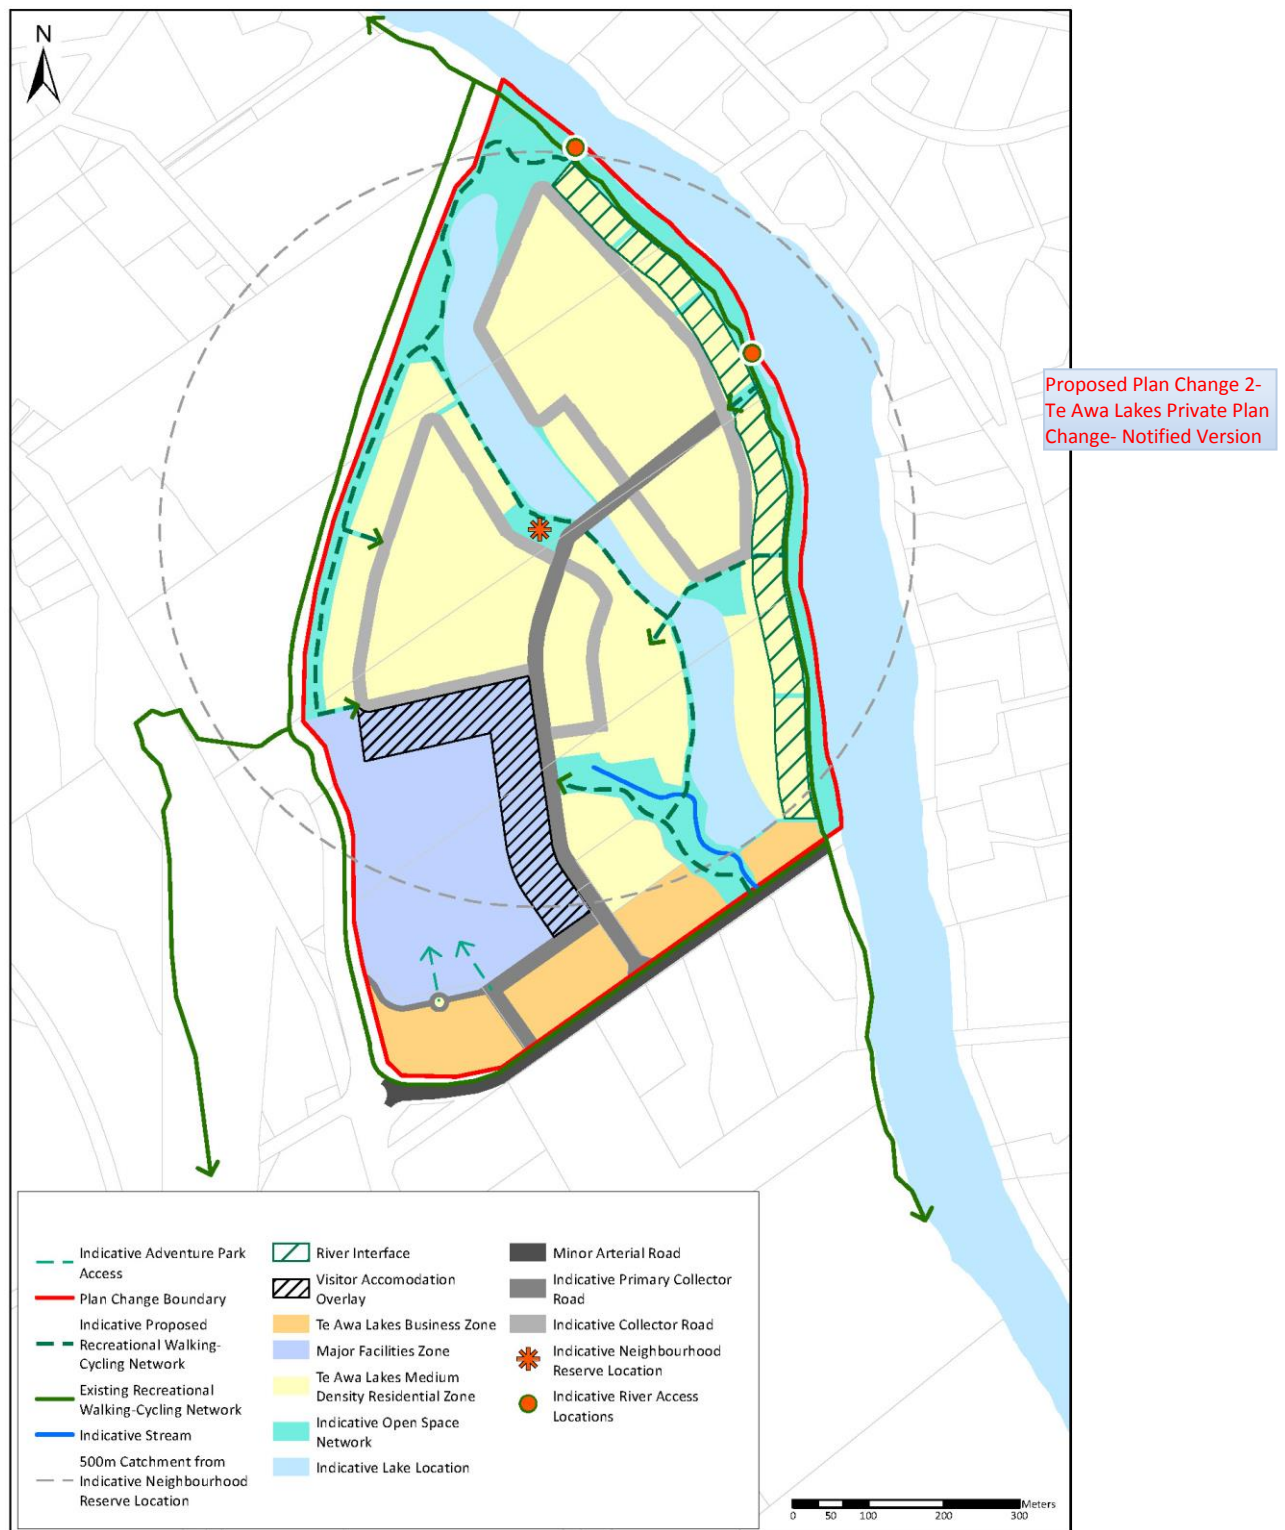 N
Proposed Plan Change 2-
Te Awa Lakes Private Plan
Change- Notified Version
Indicative Adventure Park
Access
Plan Change Boundary
Indicative Proposed
Recreational Walking-
Cycling Network
Existing Recreational
Walking-Cycling Network
Indicative Stream
500m Catchment from
Indicative Neighbourhood
Reserve Location
River Interface
Visitor Accomodation
Overlay
Te Awa Lakes Business Zone
Major Facilities Zone
Te Awa Lakes Medium
Density Residential Zone
Indicative Open Space
Network
Indicative Lake Location
Minor Arterial Road
Indicative Primary Collector
Road
Indicative Collector Road
Indicative Neighbourhood
Reserve Location
Indicative River Access
Locations
Meters
0 50 100 200 300